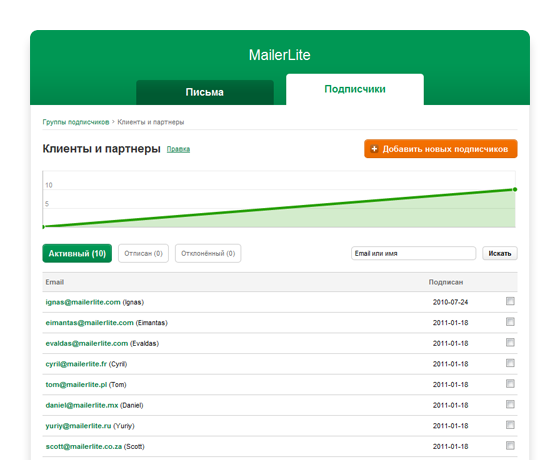 MailerLite
Письма
Подписчики
Группы подписчиков › Клиенты и партнеры
Клиенты и партнеры Правка
Добавить новых подписчиков
10
5
Активный (10) Отписан (0) Отклонённый (0) Email или имя Искать
Email Подписан
ignas@mailerlite.com (Ignas) 2010-07-24
eimantas@mailerlite.com (Eimantas) 2011-01-18
evaldas@mailerlite.com (Evaldas) 2011-01-18
cyril@mailerlite.fr (Cyril) 2011-01-18
tom@mailerlite.pl (Tom) 2011-01-18
daniel@mailerlite.mx (Daniel) 2011-01-18
yuriy@mailerlite.ru (Yuriy) 2011-01-18
scott@mailerlite.co.za (Scott) 2011-01-18